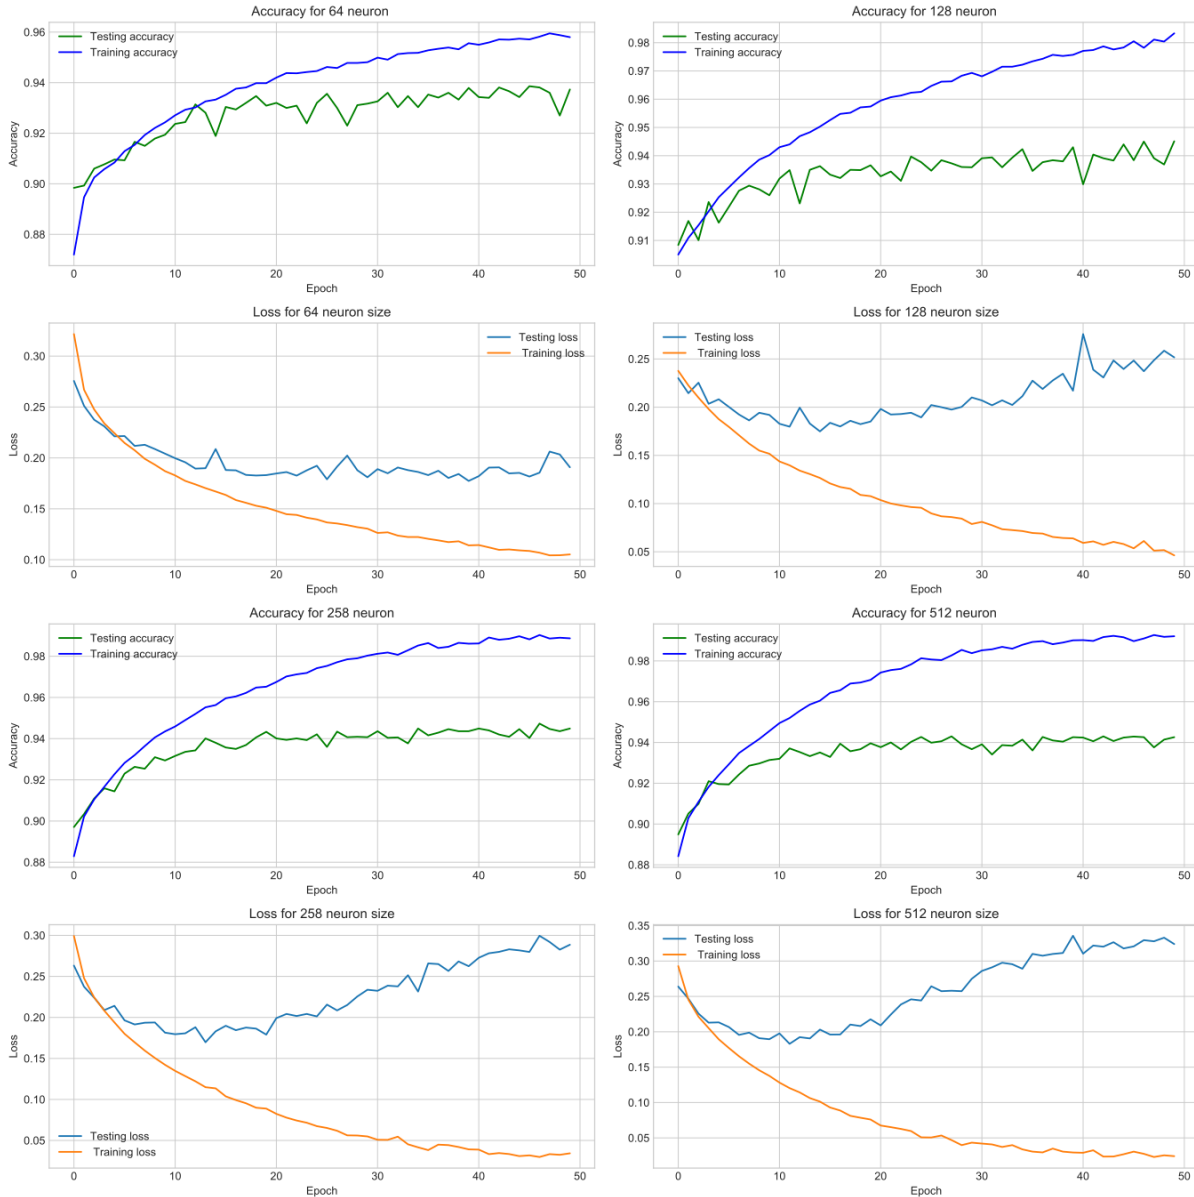 Accuracy for 64 neuron
Testing accuracy
Training accuracy
0.96
0.94
0.92
0.90
0.88
Accuracy
0 10 20 30 40 50
Epoch
Accuracy for 128 neuron
Testing accuracy
Training accuracy
0.98
0.97
0.96
0.95
0.94
0.93
0.92
0.91
Accuracy
0 10 20 30 40 50
Epoch
Loss for 64 neuron size
Testing loss
Training loss
0.30
0.25
0.20
0.15
0.10
Loss
0 10 20 30 40 50
Epoch
Loss for 128 neuron size
Testing loss
Training loss
0.25
0.20
0.15
0.10
0.05
Loss
0 10 20 30 40 50
Epoch
Accuracy for 258 neuron
Testing accuracy
Training accuracy
0.98
0.96
0.94
0.92
0.90
0.88
Accuracy
0 10 20 30 40 50
Epoch
Accuracy for 512 neuron
Testing accuracy
Training accuracy
0.98
0.96
0.94
0.92
0.90
0.88
Accuracy
0 10 20 30 40 50
Epoch
Loss for 258 neuron size
0.30
0.25
0.20
0.15
0.10
0.05
Loss
Testing loss
Training loss
0 10 20 30 40 50
Epoch
Loss for 512 neuron size
Testing loss
Training loss
0.35
0.30
0.25
0.20
0.15
0.10
0.05
Loss
0 10 20 30 40 50
Epoch